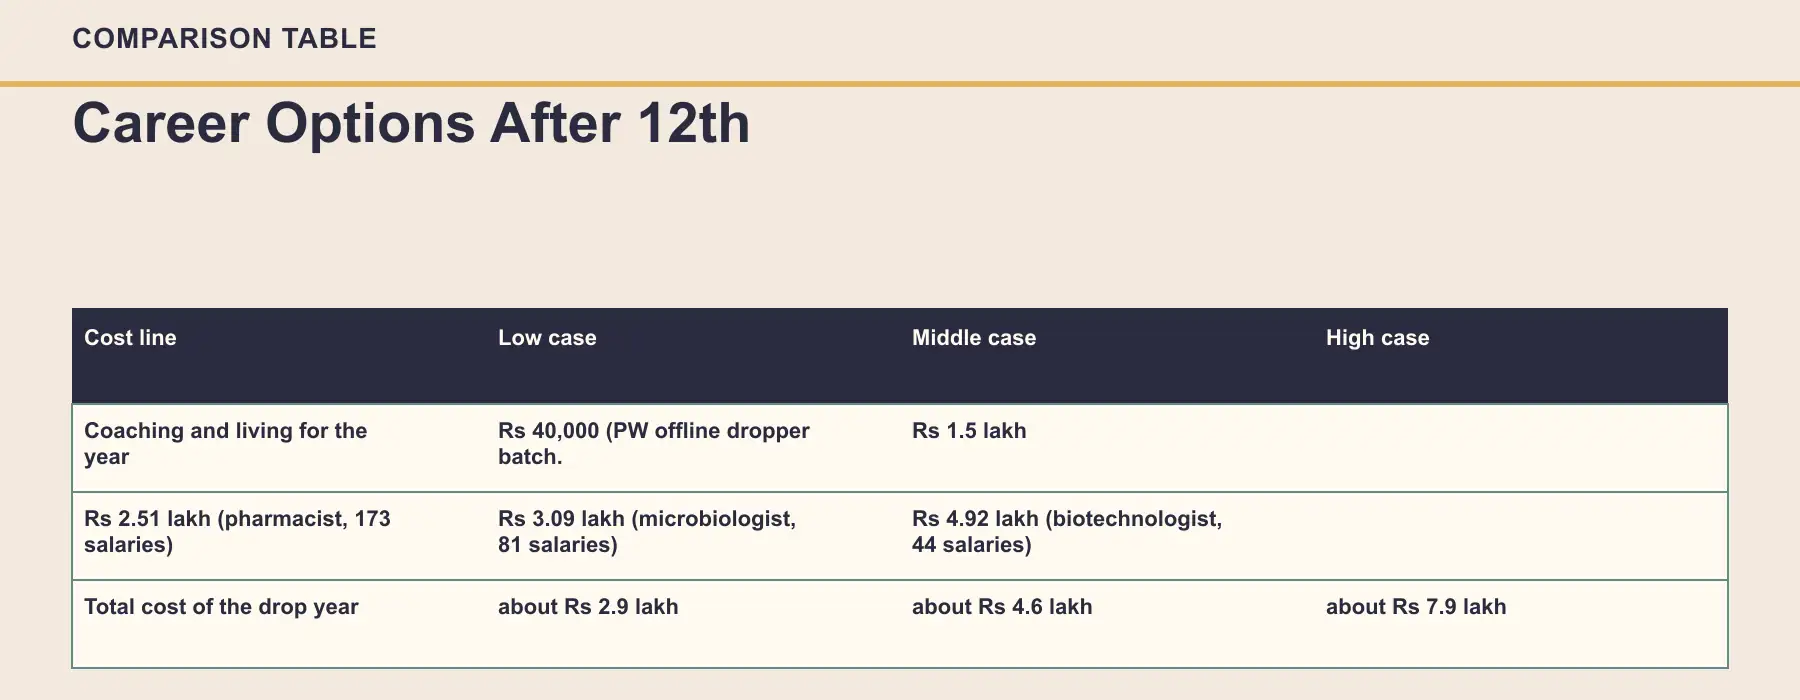 COMPARISON TABLE
Career Options After 12th
Cost line
Low case
Middle case
High case
Coaching and living for the
year
Rs 40,000 (PW offline dropper
batch.
Rs 1.5 lakh
Rs 2.51 lakh (pharmacist, 173
salaries)
Rs 3.09 lakh (microbiologist,
81 salaries)
Rs 4.92 lakh (biotechnologist,
44 salaries)
Total cost of the drop year
about Rs 2.9 lakh
about Rs 4.6 lakh
about Rs 7.9 lakh